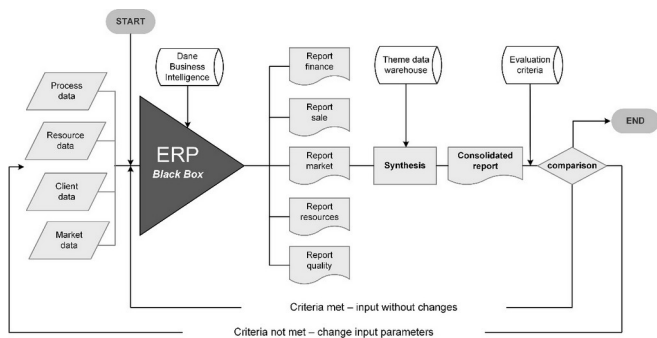 START
Dane
Business
Intelligence
Report
finance
Theme data
warehouse
Evaluation
criteria
Process
data
Report
sale
END
Resource
data
ERP
Black Box
Report
market
Synthesis
Consolidated
report
comparison
Client
data
Report
resources
Market
data
Report
quality
Criteria met – input without changes
Criteria not met – change input parameters